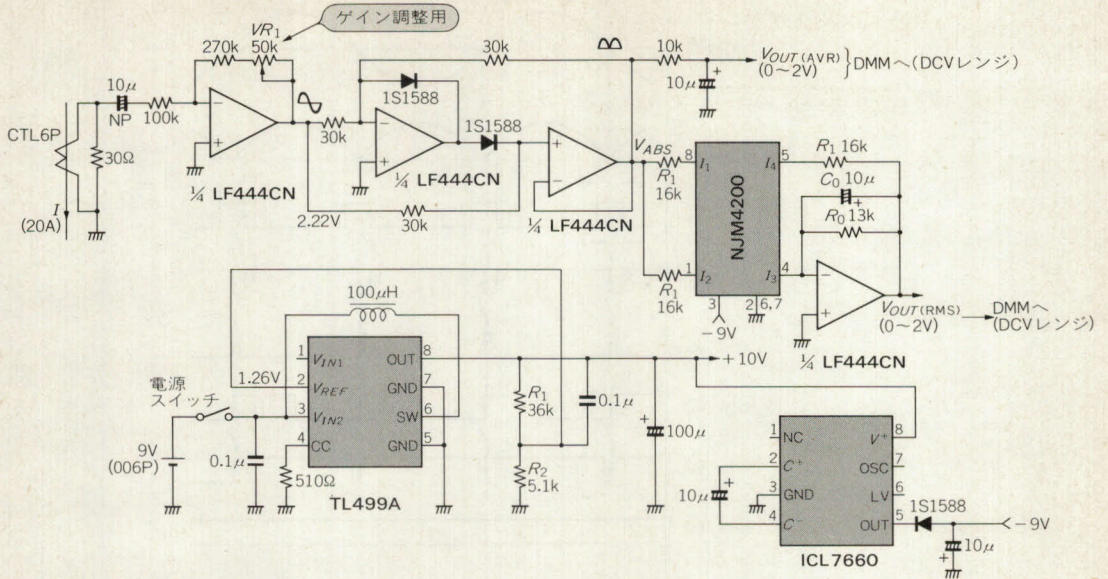 ゲイン調整用
VR₁
270k 50k
10μ
NP
100k
CTL6P
30Ω
I
(20A)
− +
¼ LF444CN
30k
30k
1S1588
− +
¼ LF444CN
1S1588
2.22V
30k
+ −
¼ LF444CN
10k
10μ +
VOUT (AVR)
(0〜2V)
}DMMへ(DCVレンジ)
VABS
R₁
16k
R₁
16k
8 I₁
1 I₂
I₄ 5
I₃ 4
NJM4200
3
−9V
2 6,7
R₁ 16k
C₀ 10μ
+
R₀ 13k
− +
¼ LF444CN
VOUT(RMS)
(0〜2V)
DMMへ
(DCVレンジ)
100μH
電源
スイッチ
9V
(006P)
0.1μ
1.26V
1 VIN1
2 VREF
3 VIN2
4 CC
OUT 8
GND 7
SW 6
GND 5
510Ω
TL499A
R₁
36k
R₂
5.1k
0.1μ
+
100μ
+10V
1 NC
2 C⁺
3 GND
4 C⁻
V⁺ 8
OSC 7
LV 6
OUT 5
10μ +
ICL7660
1S1588
−9V
10μ
+